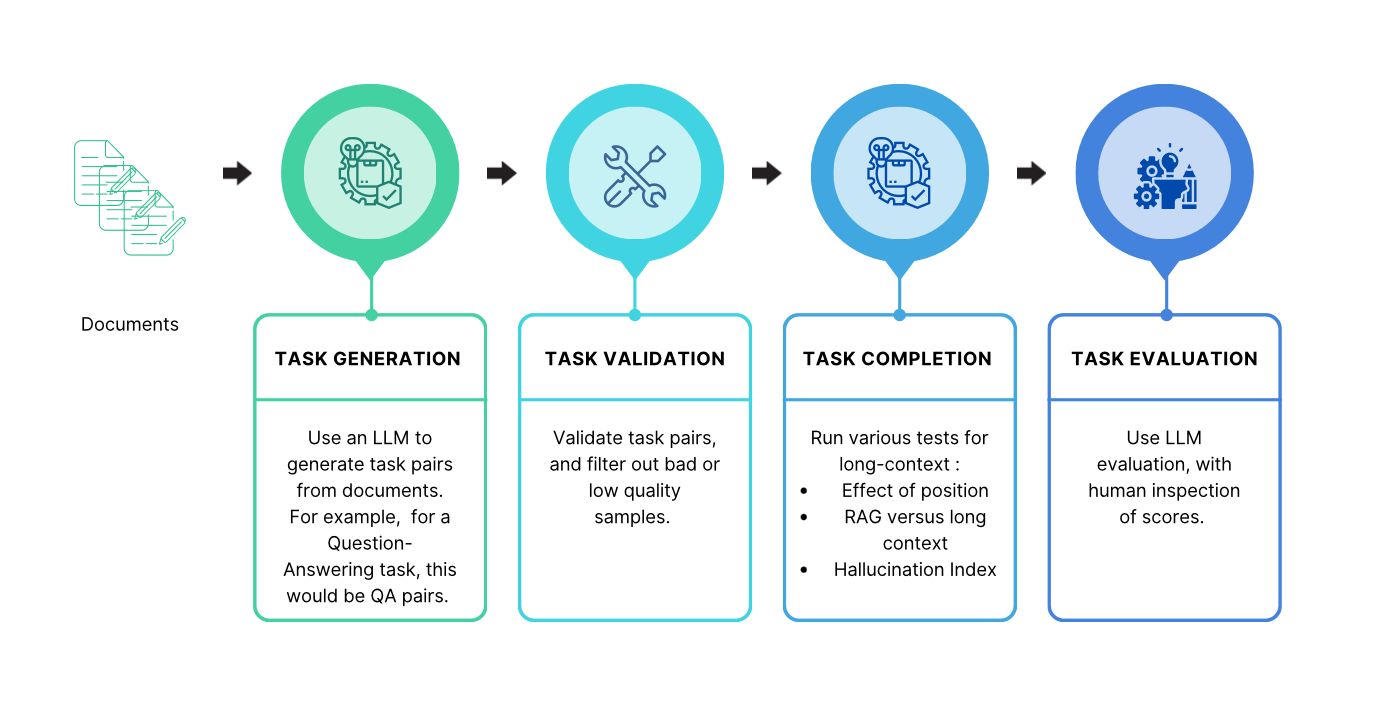 Documents
TASK GENERATION
Use an LLM to
generate task pairs
from documents.
For example,  for a
Question-
Answering task, this
would be QA pairs.
TASK VALIDATION
Validate task pairs,
and filter out bad or
low quality
samples.
TASK COMPLETION
Run various tests for
long-context :
• Effect of position
• RAG versus long
context
• Hallucination Index
TASK EVALUATION
Use LLM
evaluation, with
human inspection
of scores.